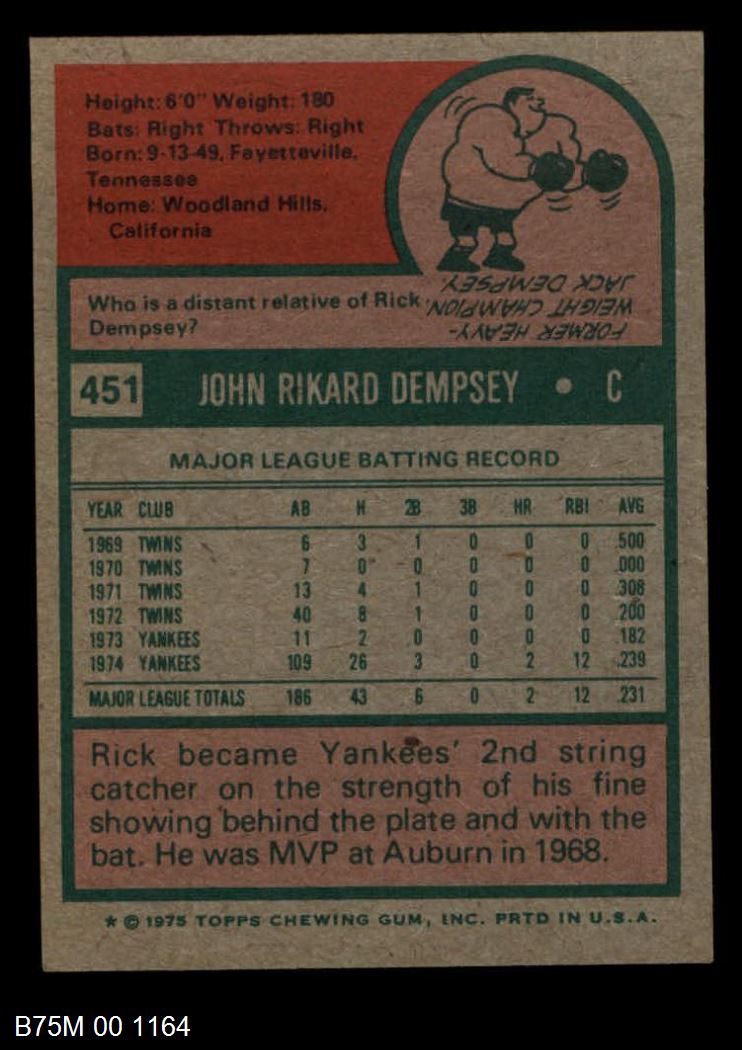 Height: 6'0" Weight: 180
Bats: Right Throws: Right
Born: 9-13-49, Fayetteville,
Tennessee
Home: Woodland Hills,
California
Who is a distant relative of Rick
Dempsey?
FORMER HEAVY-
WEIGHT CHAMPION,
JACK DEMPSEY.
451 JOHN RIKARD DEMPSEY • C
MAJOR LEAGUE BATTING RECORD
YEAR CLUB AB H 2B 3B HR RBI AVG
1969 TWINS 6 3 1 0 0 0 .500
1970 TWINS 7 0 0 0 0 0 .000
1971 TWINS 13 4 1 0 0 0 .308
1972 TWINS 40 8 1 0 0 0 .200
1973 YANKEES 11 2 0 0 0 0 .182
1974 YANKEES 109 26 3 0 2 12 .239
MAJOR LEAGUE TOTALS 186 43 6 0 2 12 .231
Rick became Yankees' 2nd string
catcher on the strength of his fine
showing behind the plate and with the
bat. He was MVP at Auburn in 1968.
* © 1975 TOPPS CHEWING GUM, INC. PRTD IN U.S.A.
B75M 00 1164